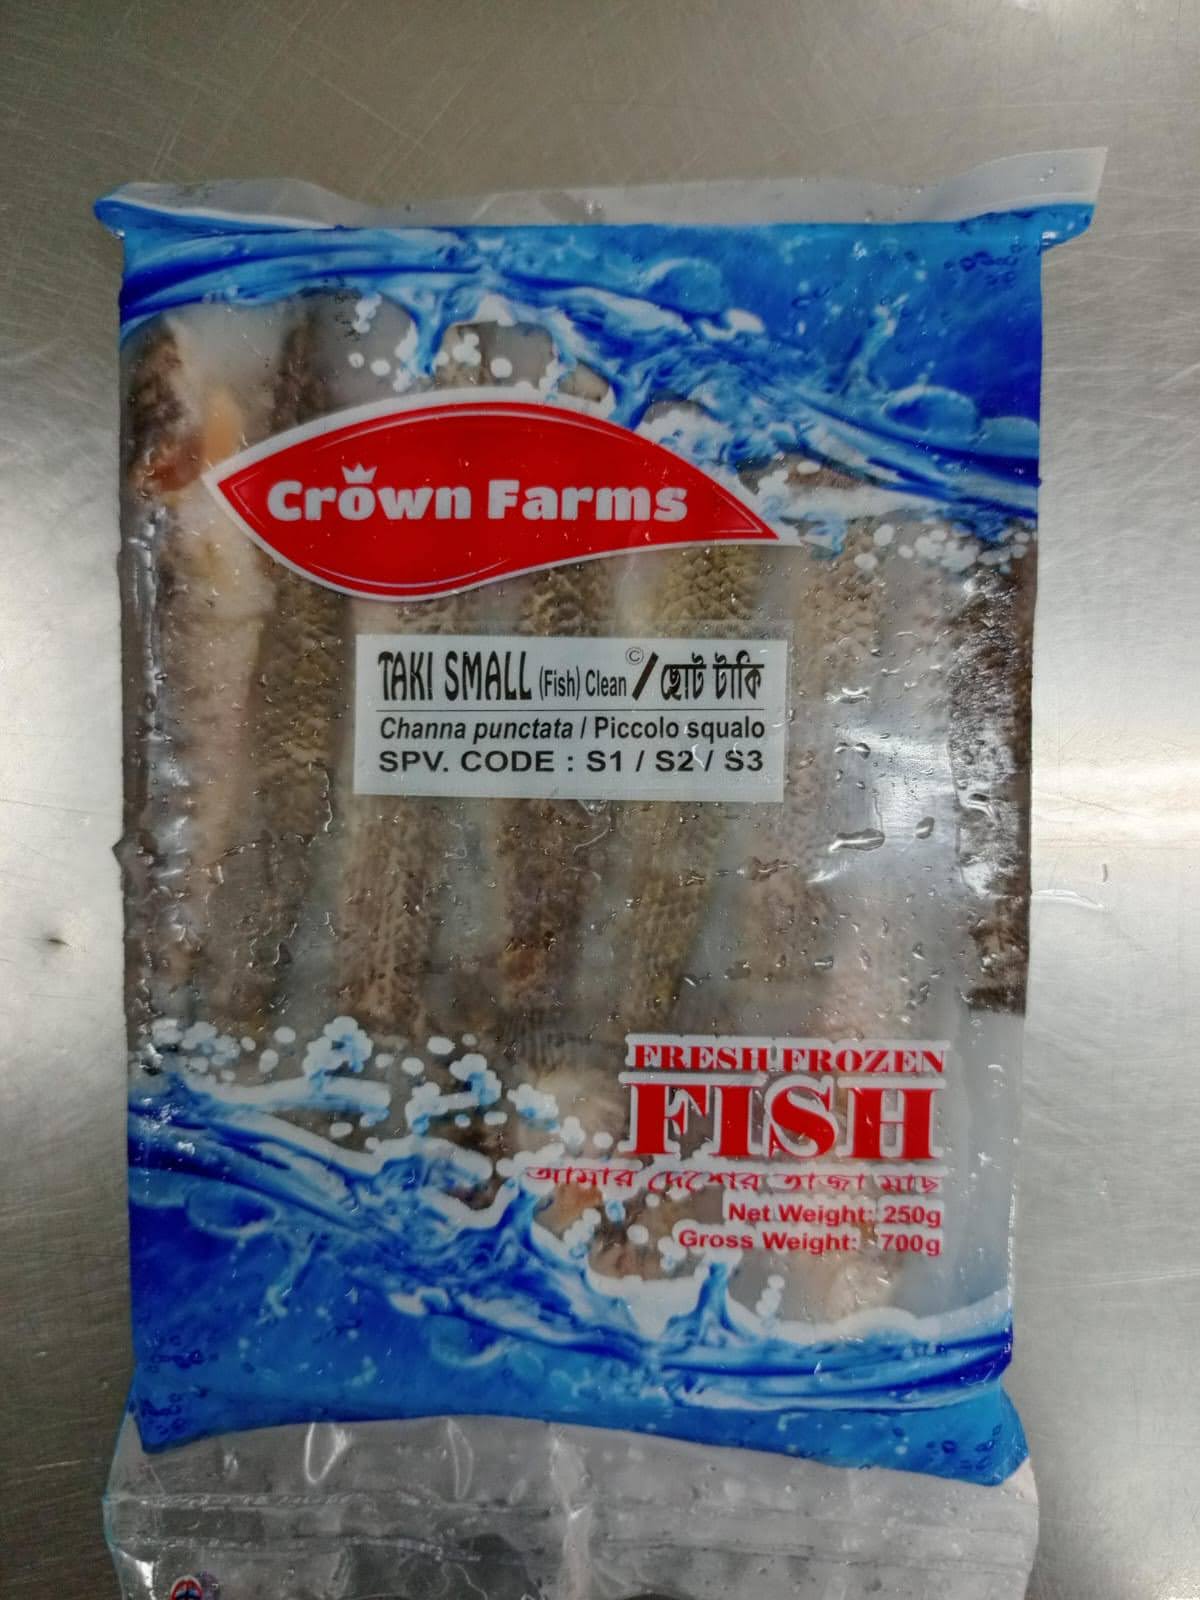 Crown Farms
TAKI SMALL (Fish) Clean © / ছোট টাকি
Channa punctata / Piccolo squalo
SPV. CODE : S1 / S2 / S3
FRESH FROZEN
FISH
আমার দেশের তাজা মাছ
Net Weight: 250g
Gross Weight: 700g